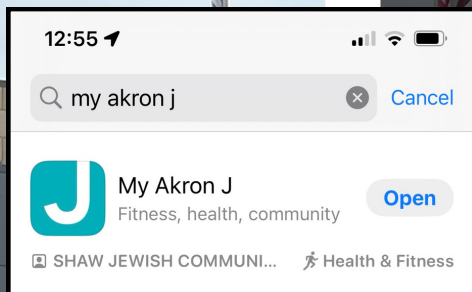 12:55
my akron j
Cancel
J
My Akron J
Fitness, health, community
Open
SHAW JEWISH COMMUNI...
Health & Fitness